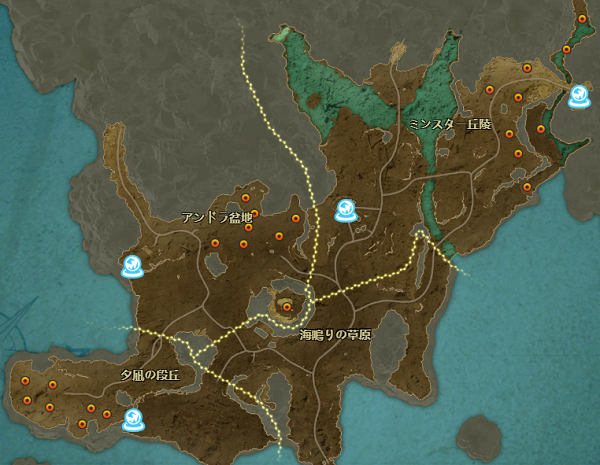 ミンスター丘陵
アンドラ盆地
海鳴りの草原
夕凪の段丘